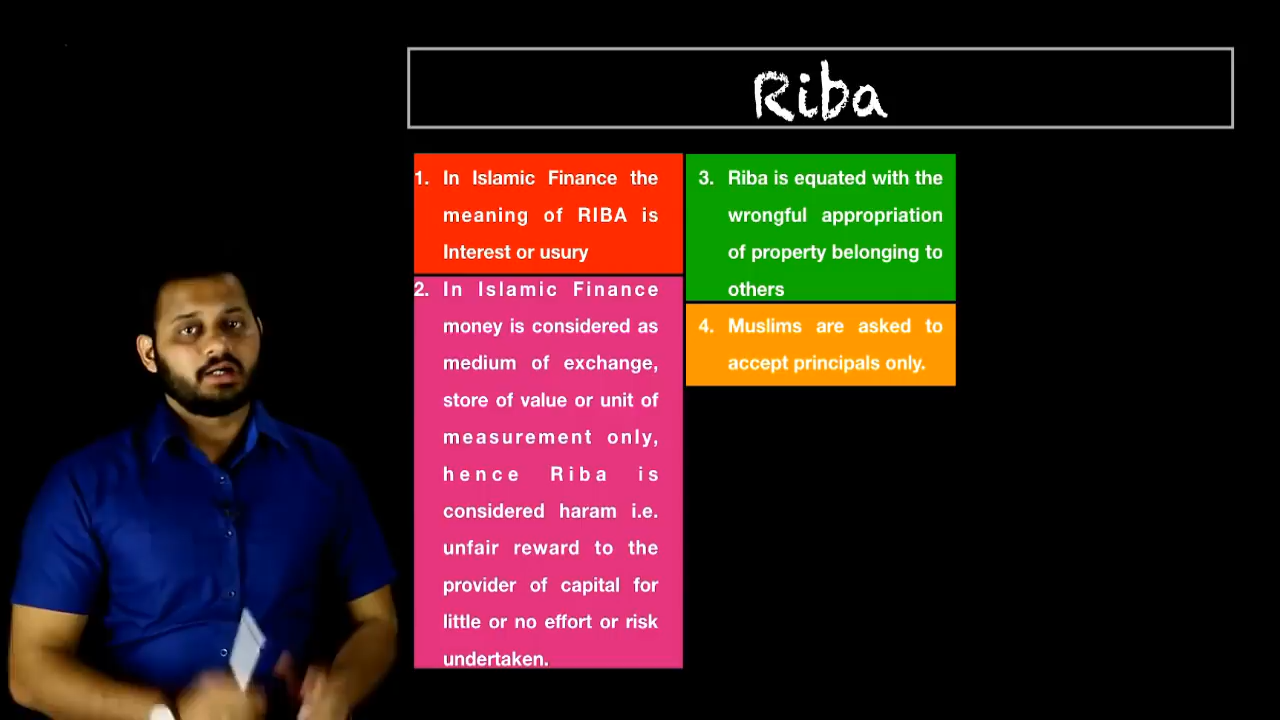 Riba
1. In Islamic Finance the
meaning of RIBA is
Interest or usury
2. In Islamic Finance
money is considered as
medium of exchange,
store of value or unit of
measurement only,
hence Riba is
considered haram i.e.
unfair reward to the
provider of capital for
little or no effort or risk
undertaken.
3. Riba is equated with the
wrongful appropriation
of property belonging to
others
4. Muslims are asked to
accept principals only.